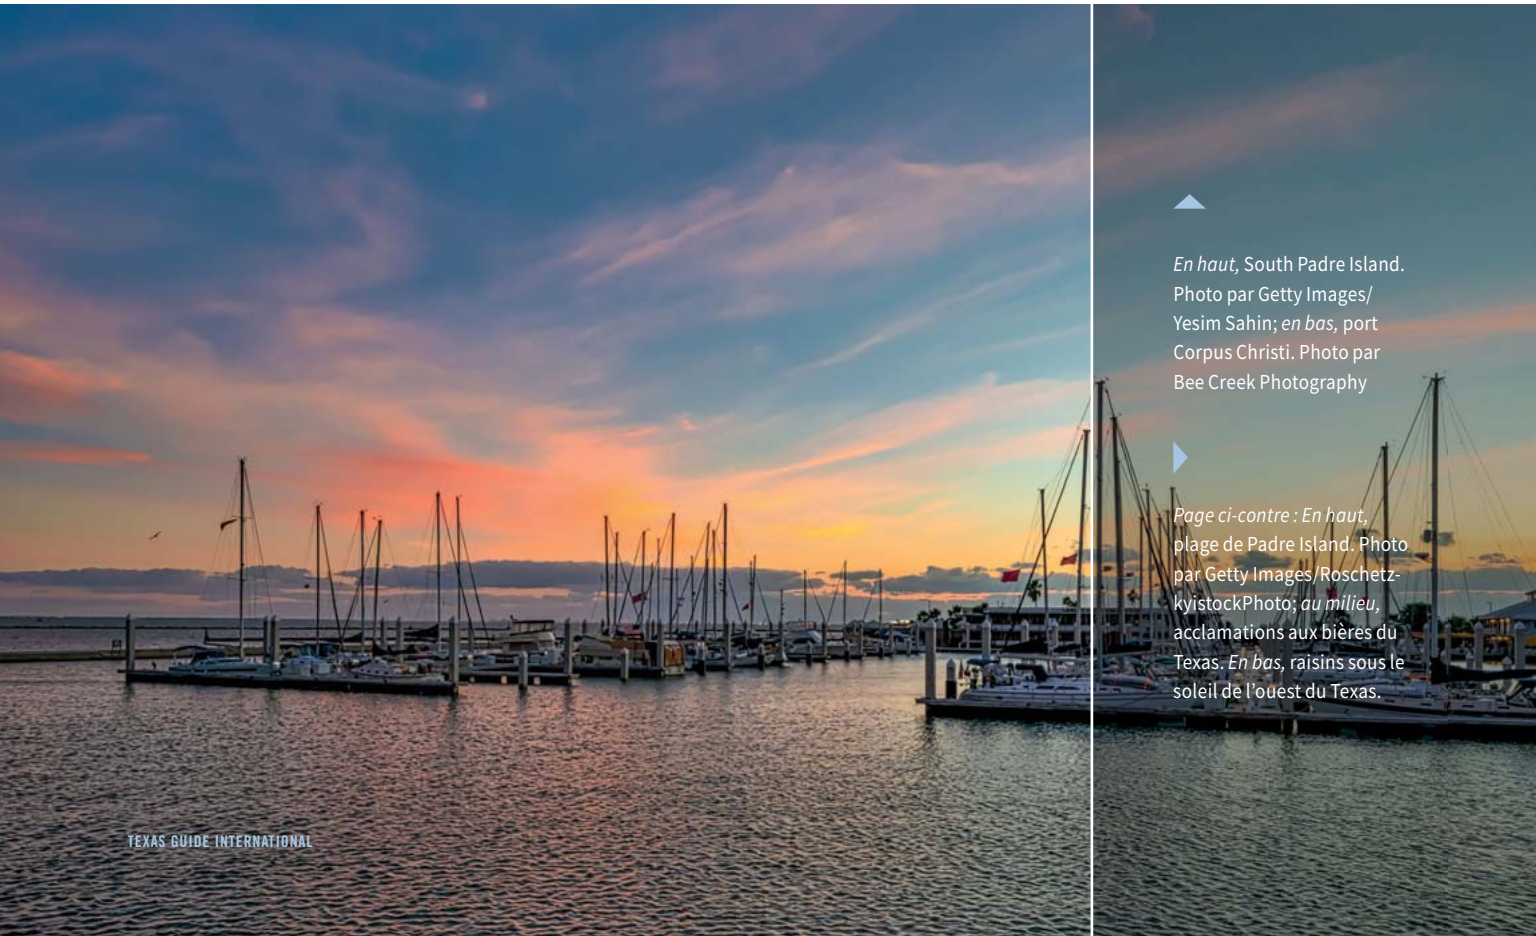 En haut, South Padre Island.
Photo par Getty Images/
Yesim Sahin; en bas, port
Corpus Christi. Photo par
Bee Creek Photography
Page ci-contre : En haut,
plage de Padre Island. Photo
par Getty Images/Roschetz-
kyistockPhoto; au milieu,
acclamations aux bières du
Texas. En bas, raisins sous le
soleil de l’ouest du Texas.
TEXAS GUIDE INTERNATIONAL